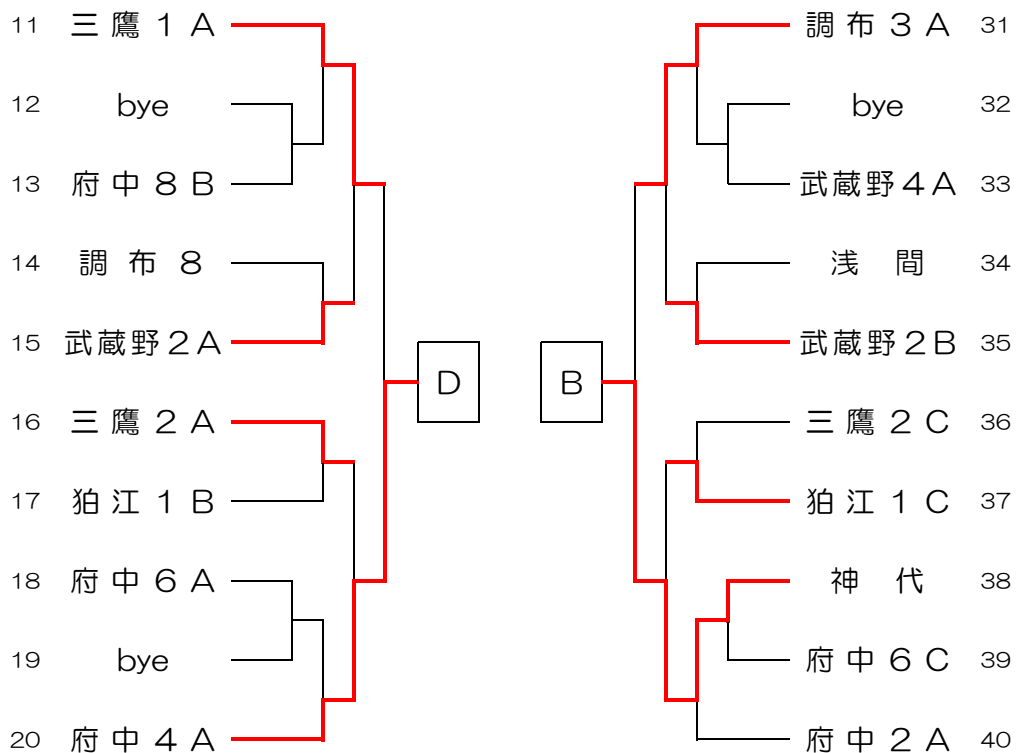 11 三鷹１Ａ 調布３Ａ 31
12 bye bye 32
13 府中８Ｂ 武蔵野４Ａ 33
14 調布８ 浅間 34
15 武蔵野２Ａ 武蔵野２Ｂ 35
D B
16 三鷹２Ａ 三鷹２Ｃ 36
17 狛江１Ｂ 狛江１Ｃ 37
18 府中６Ａ 神代 38
19 bye 府中６Ｃ 39
20 府中４Ａ 府中２Ａ 40